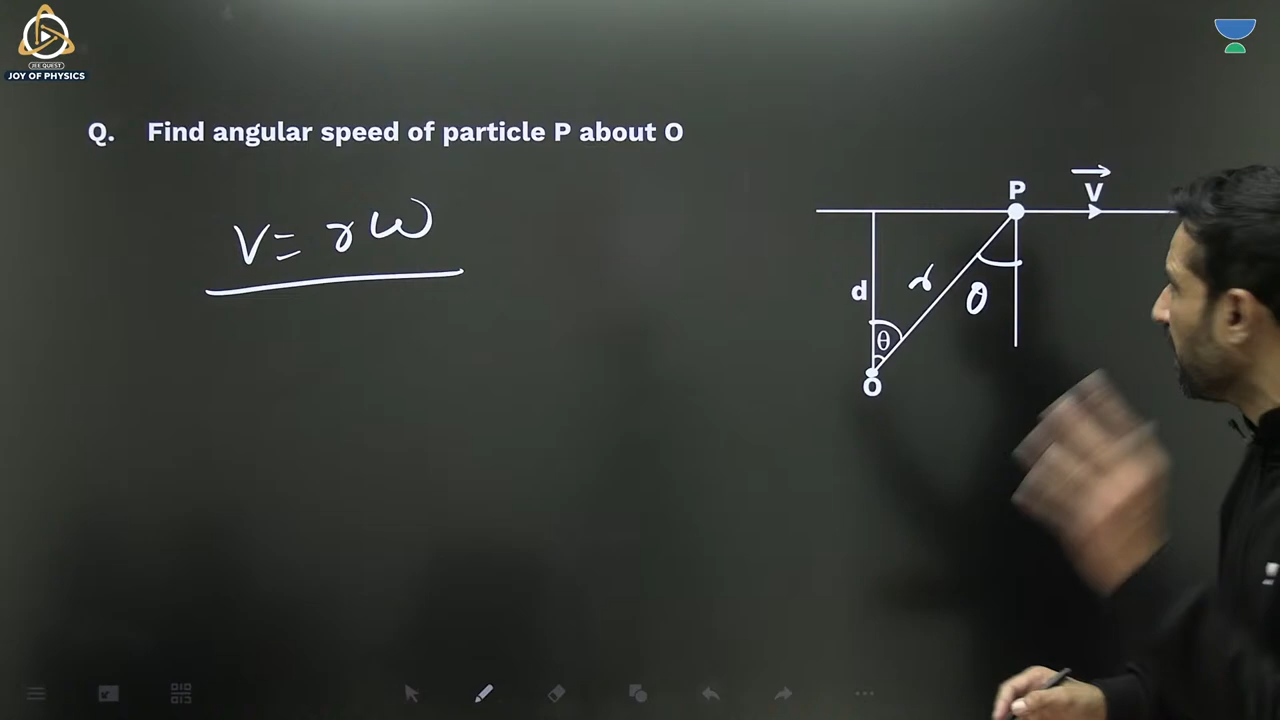 JEE QUEST
JOY OF PHYSICS
Q. Find angular speed of particle P about O
V = rω
P
V
d
r
θ
θ
O